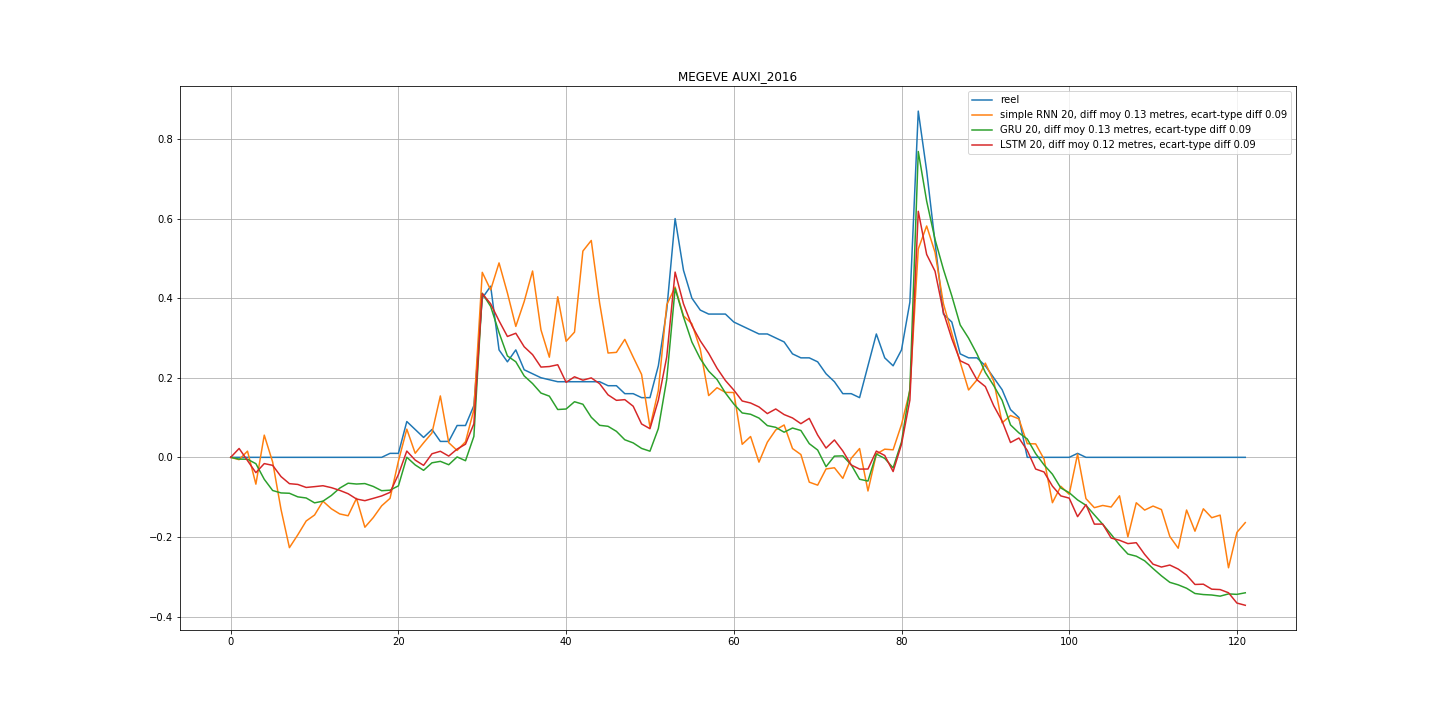 MEGEVE AUXI_2016
reel
simple RNN 20, diff moy 0.13 metres, ecart-type diff 0.09
GRU 20, diff moy 0.13 metres, ecart-type diff 0.09
LSTM 20, diff moy 0.12 metres, ecart-type diff 0.09
0.8
0.6
0.4
0.2
0.0
−0.2
−0.4
0 20 40 60 80 100 120